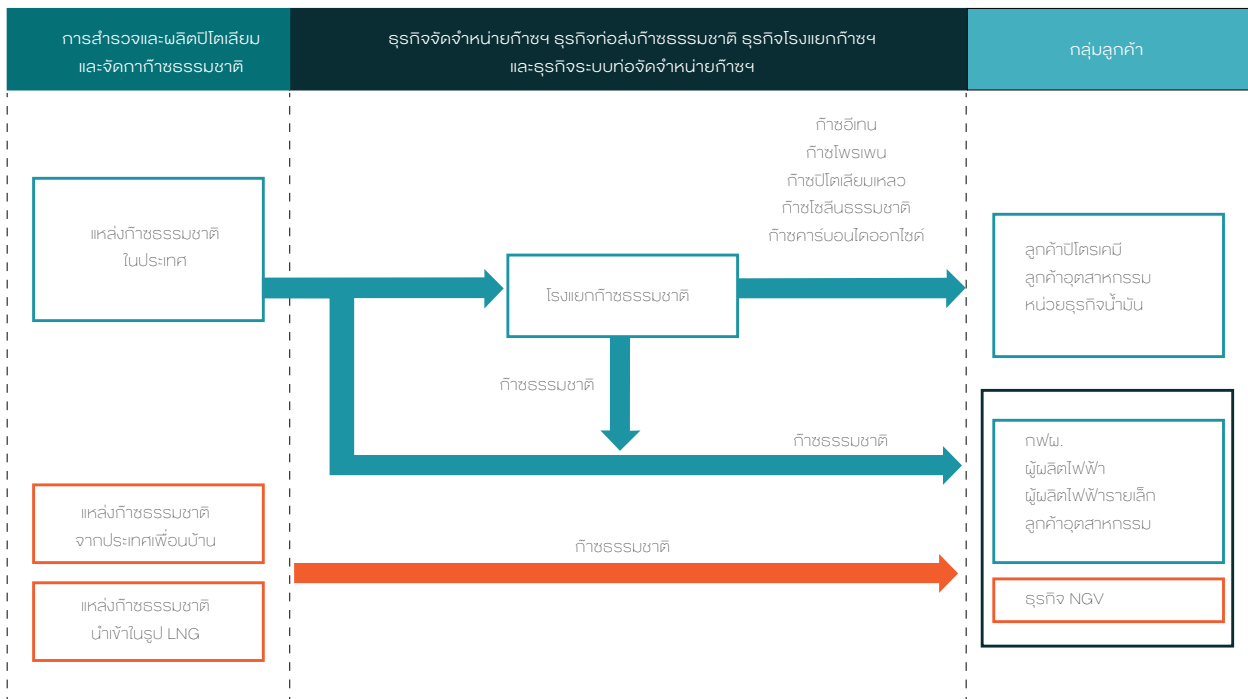 การสำรวจและผลิตปิโตเลียม
และจัดกาก๊าซธรรมชาติ
ธุรกิจจัดจำหน่ายก๊าซฯ ธุรกิจท่อส่งก๊าซธรรมชาติ ธุรกิจโรงแยกก๊าซฯ
และธุรกิจระบบท่อจัดจำหน่ายก๊าซฯ
กลุ่มลูกค้า
แหล่งก๊าซธรรมชาติ
ในประเทศ
โรงแยกก๊าซธรรมชาติ
ก๊าซอีเทน
ก๊าซโพรเพน
ก๊าซปิโตเลียมเหลว
ก๊าซโซลีนธรรมชาติ
ก๊าซคาร์บอนไดออกไซด์
ลูกค้าปิโตรเคมี
ลูกค้าอุตสาหกรรม
หน่วยธุรกิจน้ำมัน
ก๊าซธรรมชาติ
ก๊าซธรรมชาติ
กฟผ.
ผู้ผลิตไฟฟ้า
ผู้ผลิตไฟฟ้ารายเล็ก
ลูกค้าอุตสาหกรรม
แหล่งก๊าซธรรมชาติ
จากประเทศเพื่อนบ้าน
ก๊าซธรรมชาติ
แหล่งก๊าซธรรมชาติ
นำเข้าในรูป LNG
ธุรกิจ NGV